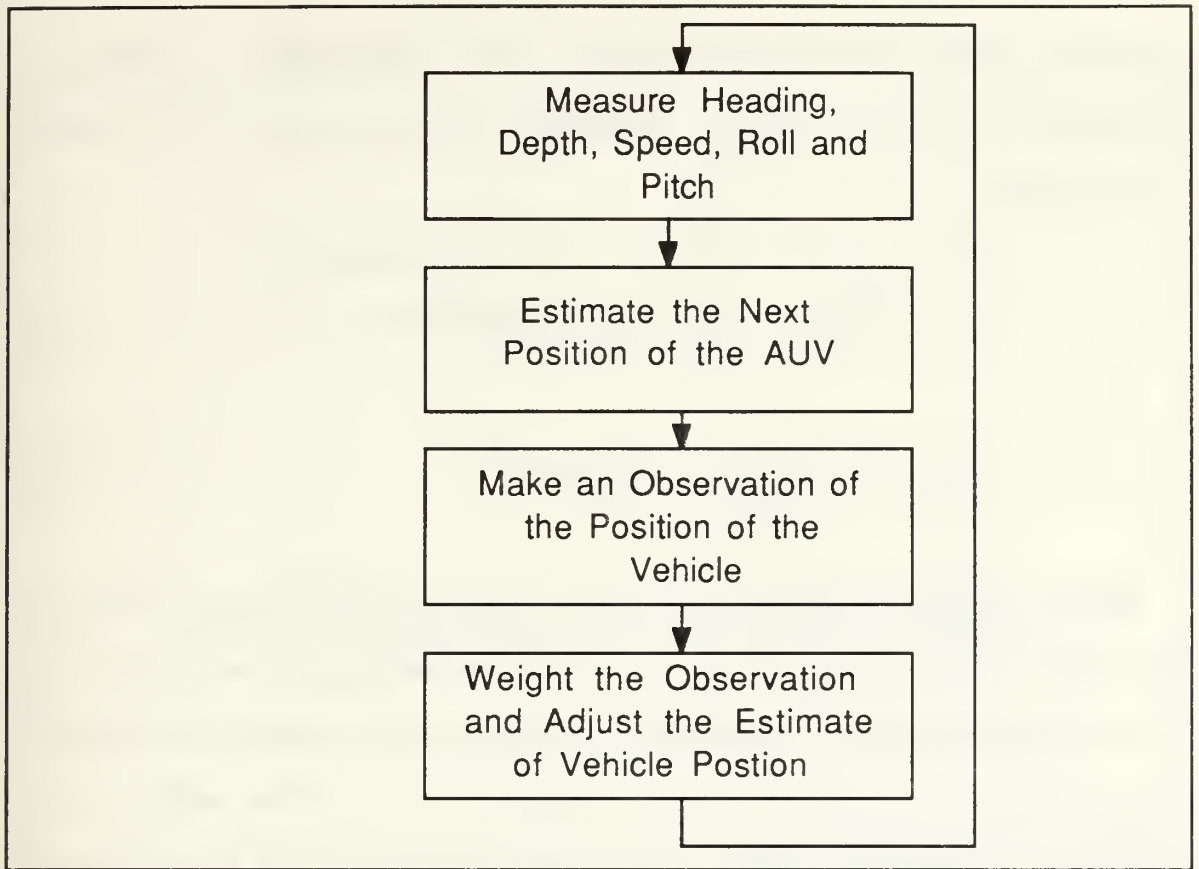 Measure Heading,
Depth, Speed, Roll and
Pitch
Estimate the Next
Position of the AUV
Make an Observation of
the Position of the
Vehicle
Weight the Observation
and Adjust the Estimate
of Vehicle Postion